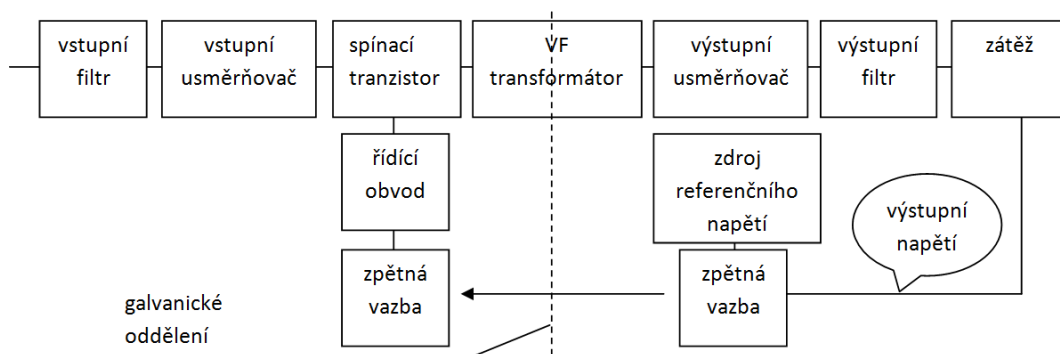 vstupní
filtr
vstupní
usměrňovač
spínací
tranzistor
VF
transformátor
výstupní
usměrňovač
výstupní
filtr
zátěž
řídící
obvod
zdroj
referenčního
napětí
výstupní
napětí
zpětná
vazba
zpětná
vazba
galvanické
oddělení